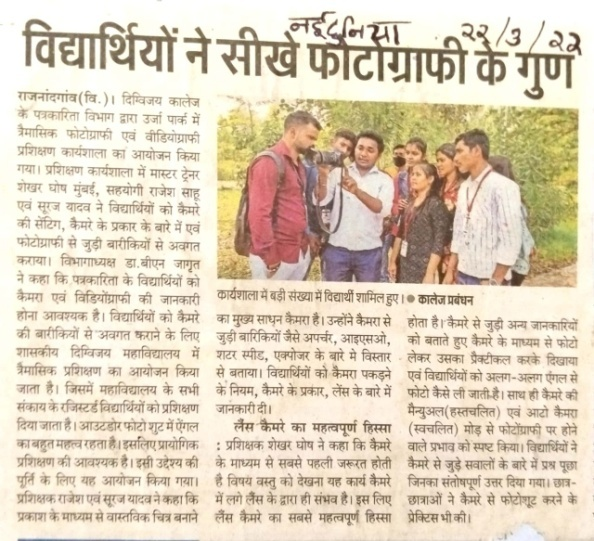 नईदुनिया
२२/३/२२
विद्यार्थियों ने सीखे फोटोग्राफी के गुण
राजनांदगांव(वि.)। दिग्विजय कालेज
के पत्रकारिता विभाग द्वारा उर्जा पार्क में
त्रैमासिक फोटोग्राफी एवं वीडियोग्राफी
प्रशिक्षण कार्यशाला का आयोजन किया
गया। प्रशिक्षण कार्यशाला में मास्टर ट्रेनर
शेखर घोष मुंबई, सहयोगी राजेश साहू
एवं सूरज यादव ने विद्यार्थियों को कैमरे
की सेटिंग, कैमरे के प्रकार के बारे में एवं
फोटोग्राफी से जुड़ी बारीकियों से अवगत
कराया। विभागाध्यक्ष डा.बीएन जागृत
ने कहा कि पत्रकारिता के विद्यार्थियों को
कैमरा एवं विडियोग्राफी की जानकारी
होना आवश्यक है। विद्यार्थियों को कैमरे
की बारीकियों से अवगत कराने के लिए
शासकीय दिग्विजय महाविद्यालय में
त्रैमासिक प्रशिक्षण का आयोजन किया
जाता है। जिसमें महाविद्यालय के सभी
संकाय के रजिस्टर्ड विद्यार्थियों को प्रशिक्षण
दिया जाता है। आउटडोर फोटो शुट में ऐंगल
का बहुत महत्त्व रहता है। इसलिए प्रायोगिक
प्रशिक्षण की आवश्यक है। इसी उद्देश्य की
पूर्ति के लिए यह आयोजन किया गया।
प्रशिक्षक राजेश एवं सूरज यादव ने कहा कि
प्रकाश के माध्यम से वास्तविक चित्र बनाने
कार्यशाला में बड़ी संख्या में विद्यार्थी शामिल हुए। ● कालेज प्रबंधन
का मुख्य साधन कैमरा है। उन्होंने कैमरा से
जुड़ी बारिकियों जैसे अपर्चर, आइएसओ,
शटर स्पीड, एक्पोजर के बारे मे विस्तार
से बताया। विद्यार्थियों को कैमरा पकड़ने
के नियम, कैमरे के प्रकार, लेंस के बारे में
जानकारी दी।
लैंस कैमरे का महत्वपूर्ण हिस्सा
: प्रशिक्षक शेखर घोष ने कहा कि कैमरे
के माध्यम से सबसे पहली जरूरत होती
है विषय वस्तु को देखना यह कार्य कैमरे
में लगे लैंस के द्वारा ही संभव है। इस लिए
लैंस कैमरे का सबसे महत्वपूर्ण हिस्सा
होता है। कैमरे से जुड़ी अन्य जानकारियों
को बताते हुए कैमरे के माध्यम से फोटो
लेकर उसका प्रैक्टीकल करके दिखाया
एवं विद्यार्थियों को अलग-अलग ऐंगल से
फोटो कैसे ली जाती है। साथ ही कैमरे की
मैन्युअल(हस्तचलित) एवं आटो कैमरा
(स्वचलित) मोड़ से फोटोग्राफी पर होने
वाले प्रभाव को स्पष्ट किया। विद्यार्थियों ने
कैमरे से जुड़े सवालों के बारे में प्रश्न पूछा
जिनका संतोषपूर्ण उत्तर दिया गया। छात्र-
छात्राओं ने कैमरे से फोटोशूट करने के
प्रेक्टिस भी की।